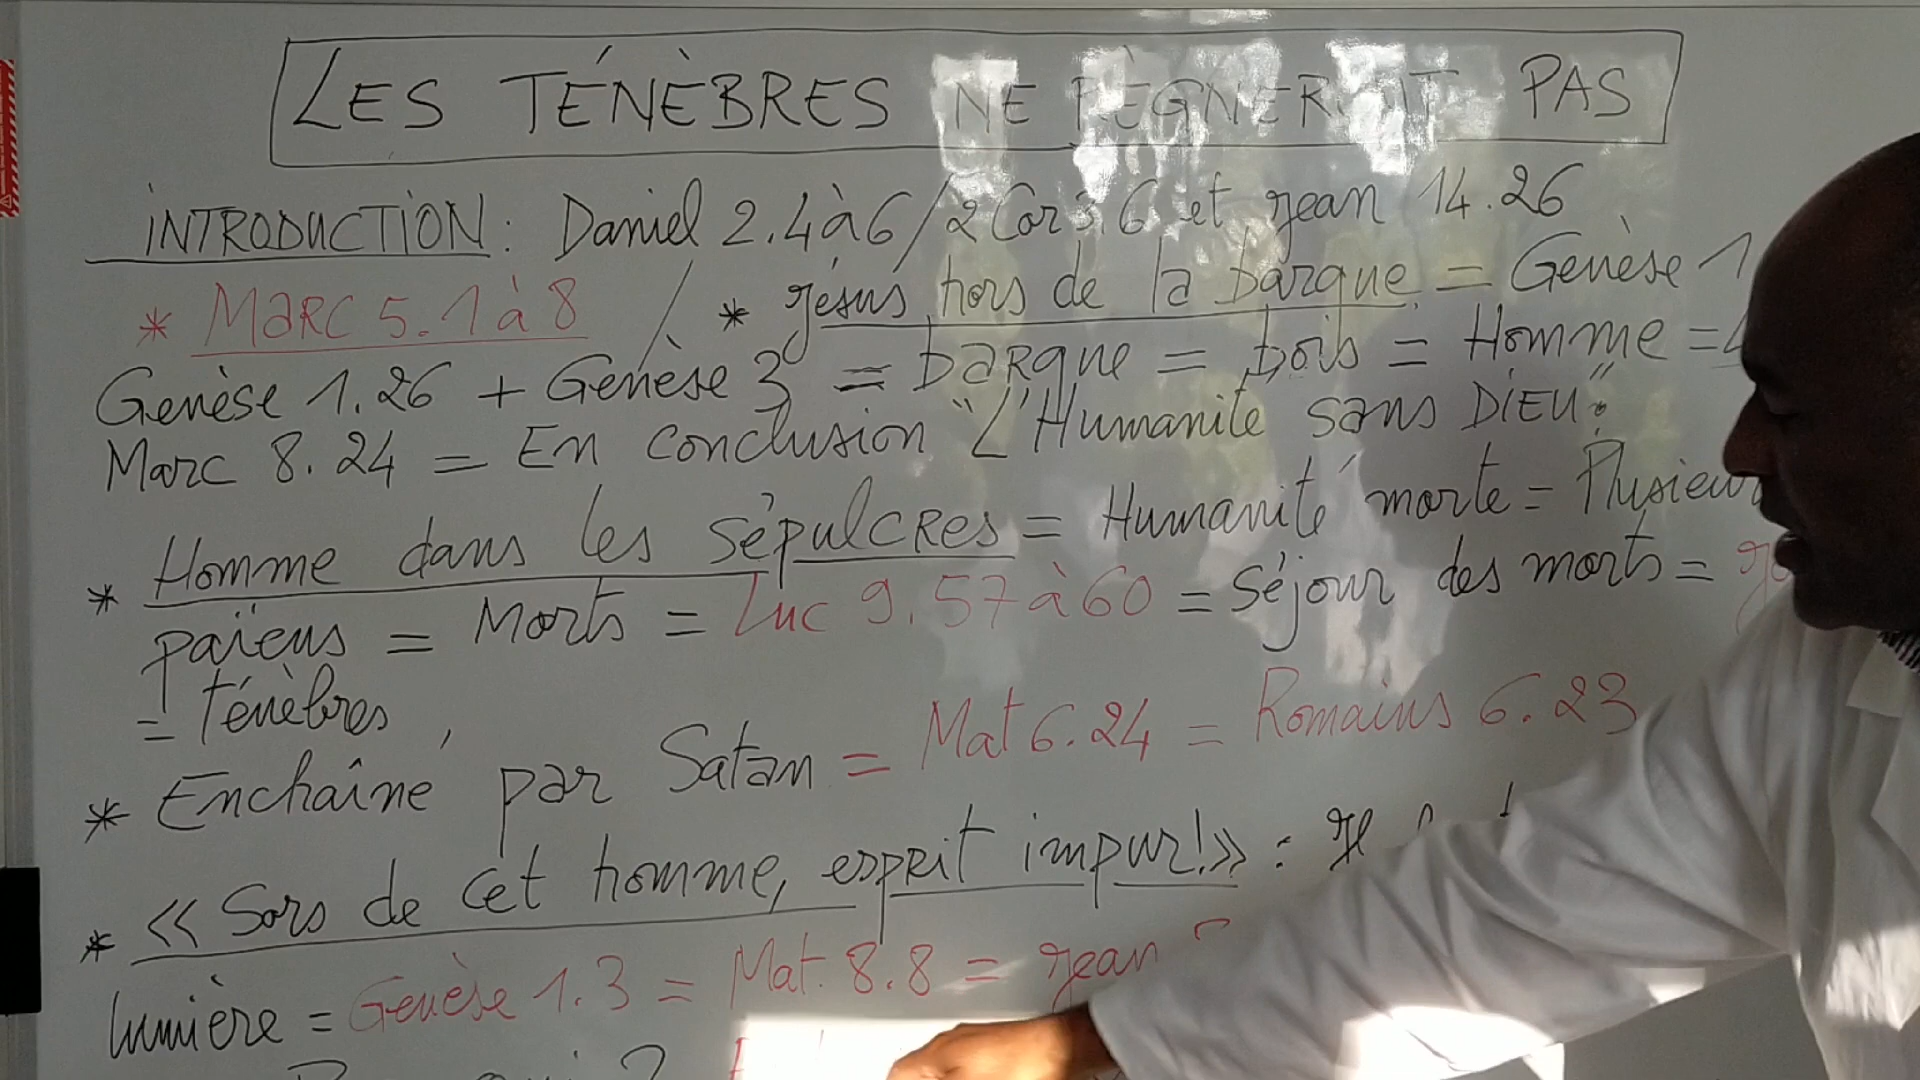 LES TÉNÈBRES NE RÈGNERONT PAS
INTRODUCTION: Daniel 2.4 à 6 / 2 Cor 3.6 et jean 14.26
* MARC 5.1 à 8 / * jésus hors de la barque = Genèse 1
Genèse 1.26 + Genèse 3 = barque = bois = Homme =
Marc 8.24 = En conclusion "L'Humanité sans DIEU".
* Homme dans les sépulcres = Humanité morte = Plusieur
païens = Morts = Luc 9.57 à 60 = Séjour des morts =
= ténèbres
* Enchaîné par Satan = Mat 6.24 = Romains 6.23
* << Sors de cet homme, esprit impur!>> :
lumière = Genèse 1.3 = Mat. 8.8 = jean